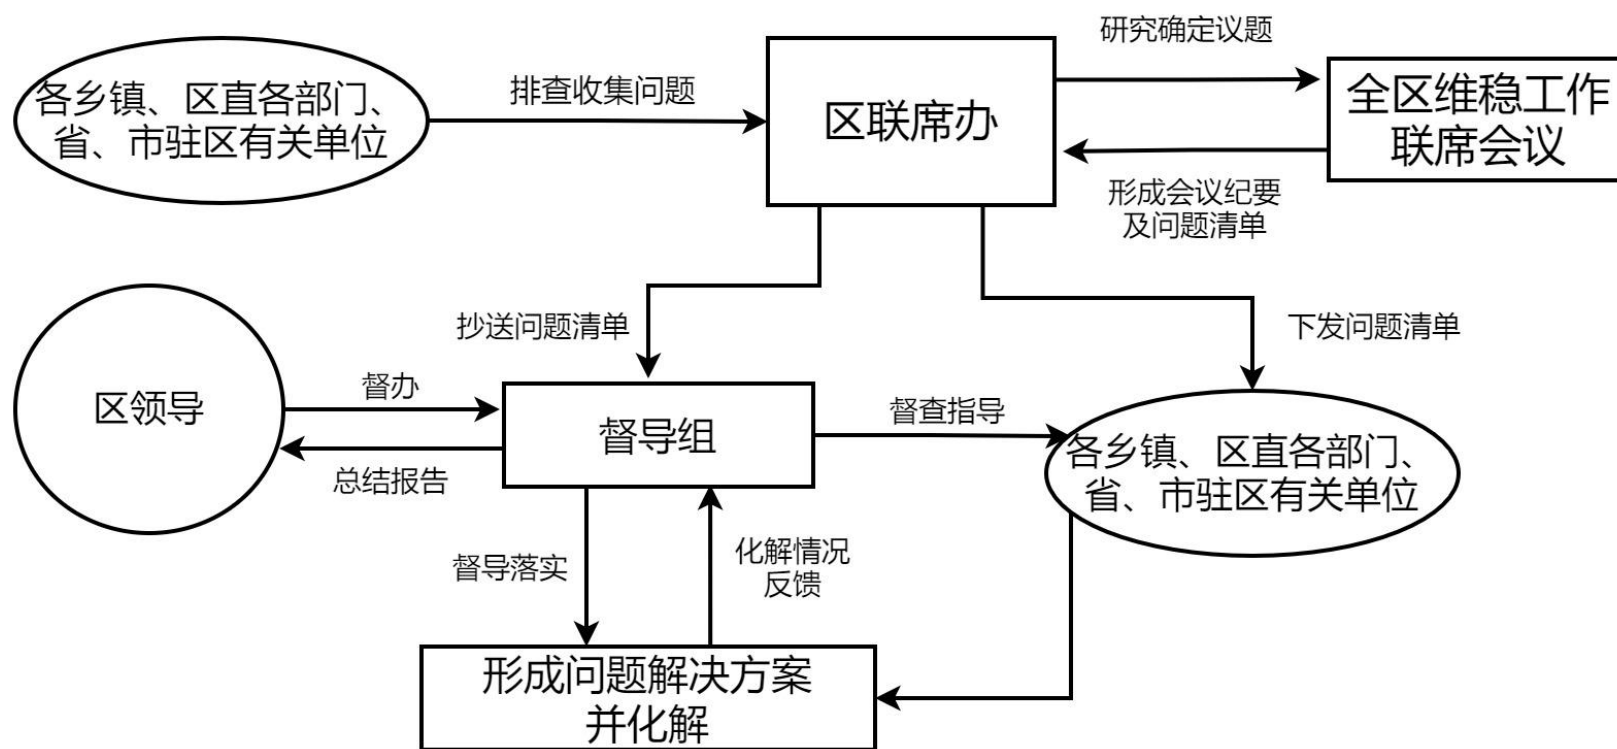 研究确定议题
各乡镇、区直各部门、
省、市驻区有关单位
排查收集问题
区联席办
全区维稳工作
联席会议
形成会议纪要
及问题清单
抄送问题清单
下发问题清单
区领导
督办
总结报告
督导组
督查指导
各乡镇、区直各部门、
省、市驻区有关单位
督导落实
化解情况
反馈
形成问题解决方案
并化解